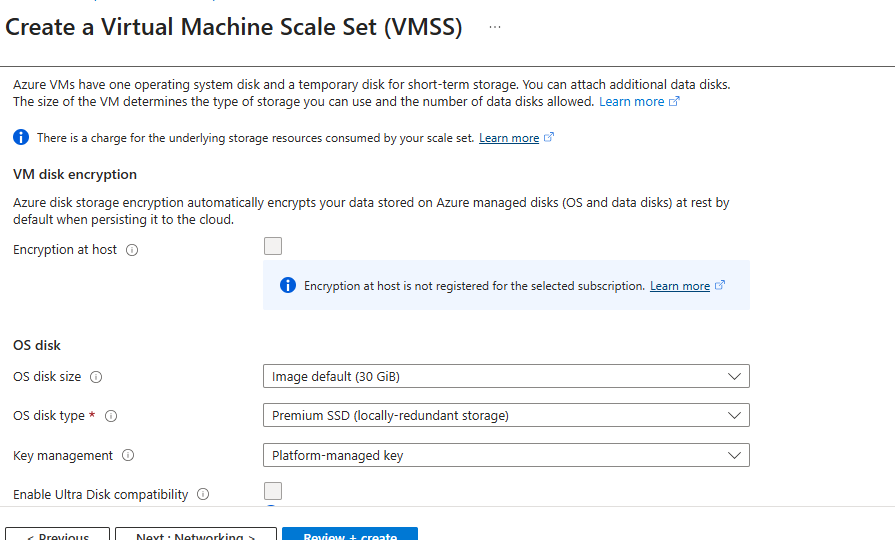 Create a Virtual Machine Scale Set (VMSS) ...
Azure VMs have one operating system disk and a temporary disk for short-term storage. You can attach additional data disks.
The size of the VM determines the type of storage you can use and the number of data disks allowed. Learn more
There is a charge for the underlying storage resources consumed by your scale set. Learn more
VM disk encryption
Azure disk storage encryption automatically encrypts your data stored on Azure managed disks (OS and data disks) at rest by
default when persisting it to the cloud.
Encryption at host
Encryption at host is not registered for the selected subscription. Learn more
OS disk
OS disk size
Image default (30 GiB)
OS disk type *
Premium SSD (locally-redundant storage)
Key management
Platform-managed key
Enable Ultra Disk compatibility
< Previous
Next : Networking >
Review + create